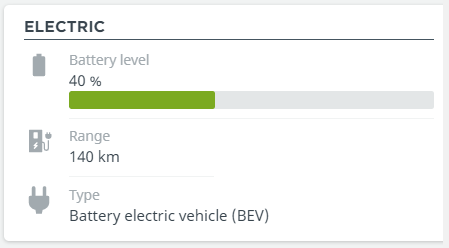 ELECTRIC
Battery level
40 %
Range
140 km
Type
Battery electric vehicle (BEV)